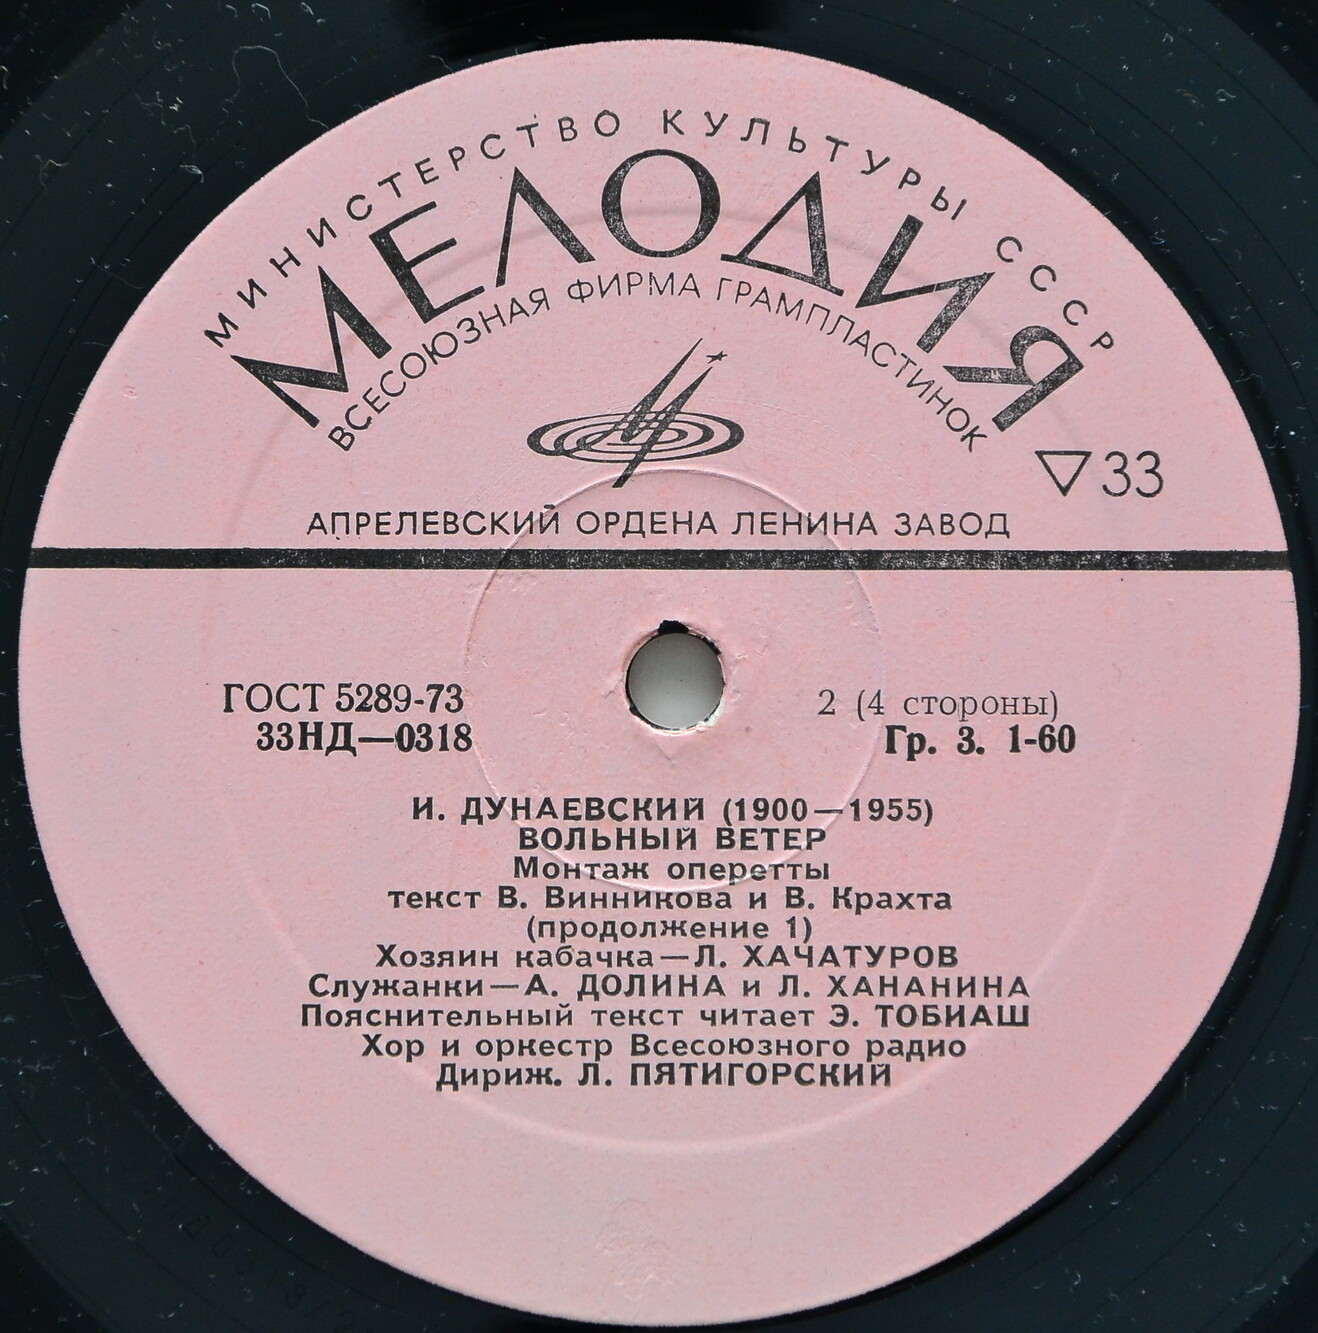 МИНИСТЕРСТВО КУЛЬТУРЫ СССР
МЕЛОДИЯ
ВСЕСОЮЗНАЯ ФИРМА ГРАМПЛАСТИНОК
▽33
АПРЕЛЕВСКИЙ ОРДЕНА ЛЕНИНА ЗАВОД
ГОСТ 5289-73
2 (4 стороны)
33НД—0318
Гр. 3. 1-60
И. ДУНАЕВСКИЙ (1900—1955)
ВОЛЬНЫЙ ВЕТЕР
Монтаж оперетты
текст В. Винникова и В. Крахта
(продолжение 1)
Хозяин кабачка—Л. ХАЧАТУРОВ
Служанки—А. ДОЛИНА и Л. ХАНАНИНА
Пояснительный текст читает Э. ТОБИАШ
Хор и оркестр Всесоюзного радио
Дириж. Л. ПЯТИГОРСКИЙ